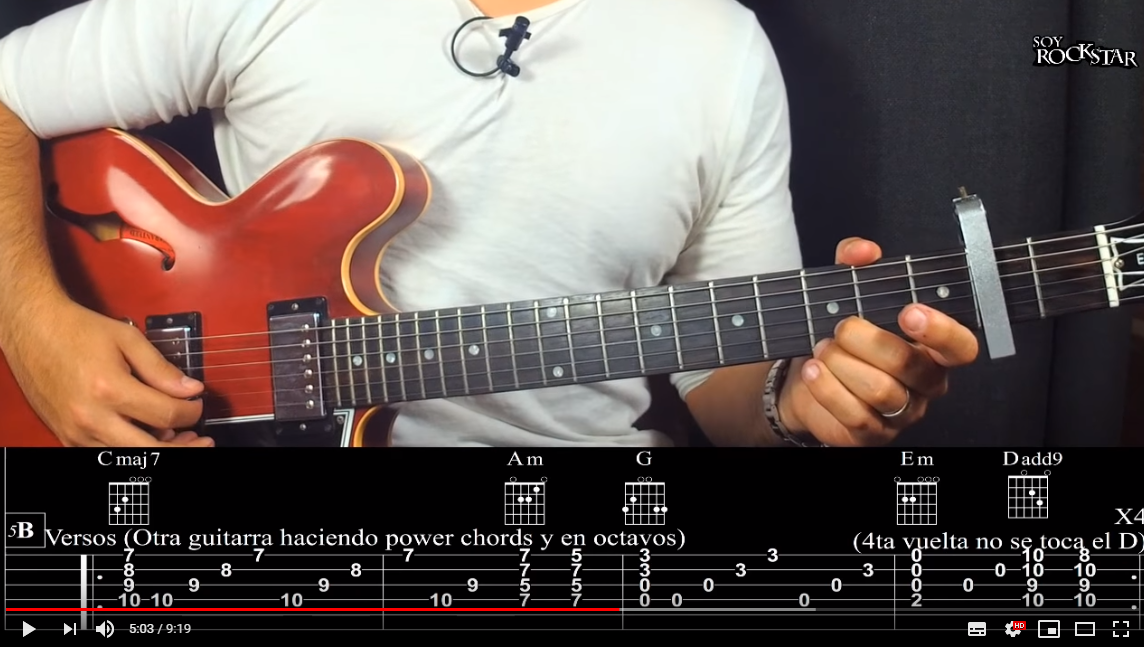 SOY
ROCKSTAR
E
Cmaj7 Am G Em Dadd9
X4
5B Versos (Otra guitarra haciendo power chords y en octavos) (4ta vuelta no se toca el D)
7 7 7 7 5 3 3 0 10 8
8 8 8 7 7 3 3 3 0 0 10 10
9 9 9 9 5 5 0 0 0 0 0 9 9
10 10 10 10 7 7 0 0 0 2 10 10
5:03 / 9:19
HD